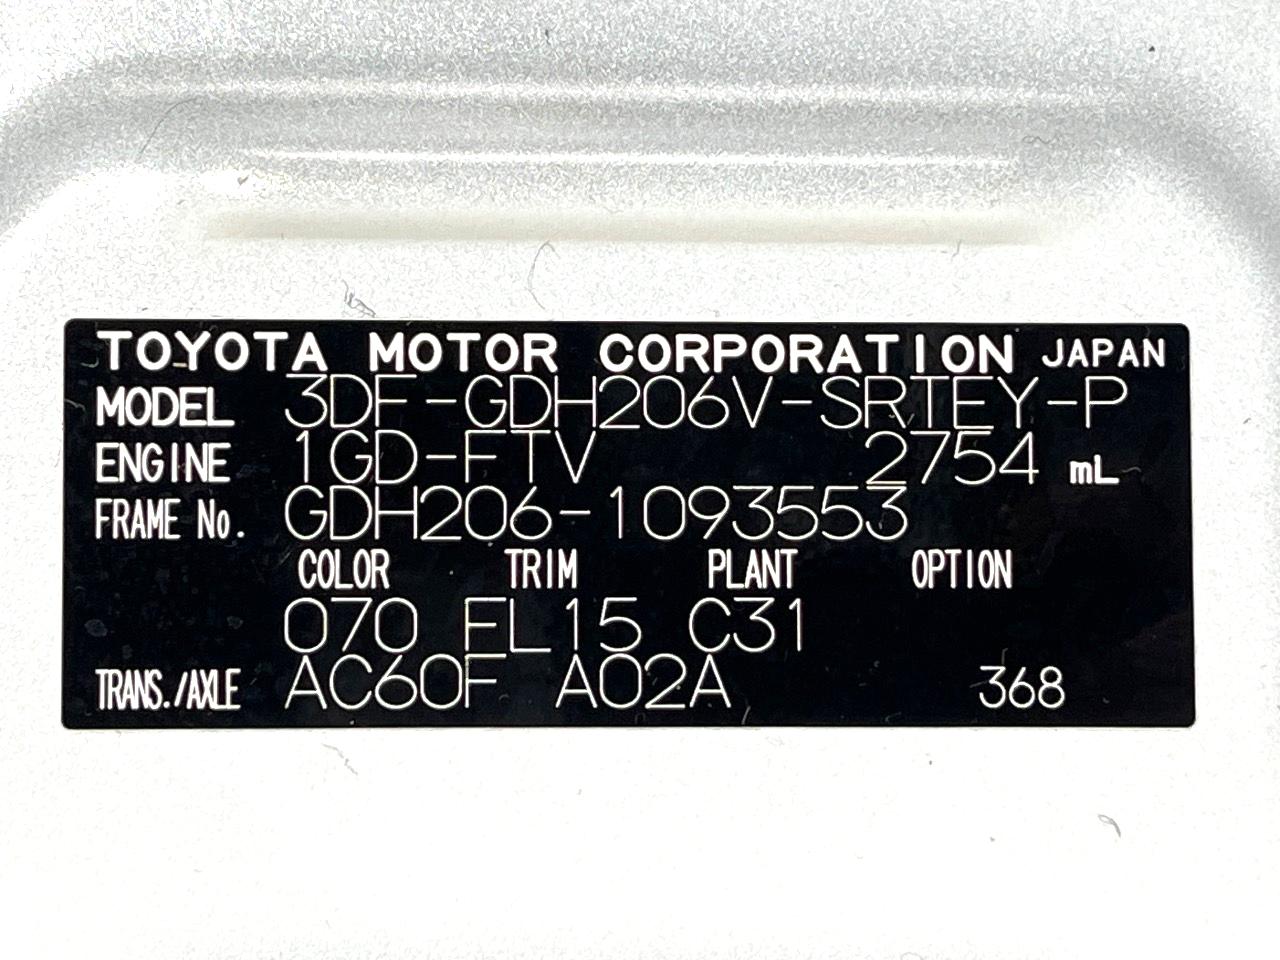 TOYOTA MOTOR CORPORATION JAPAN
MODEL 3DF-GDH206V-SRTEY-P
ENGINE 1GD-FTV 2754 mL
FRAME No. GDH206-1093553
COLOR TRIM PLANT OPTION
070 FL15 C31
TRANS./AXLE AC60F A02A 368